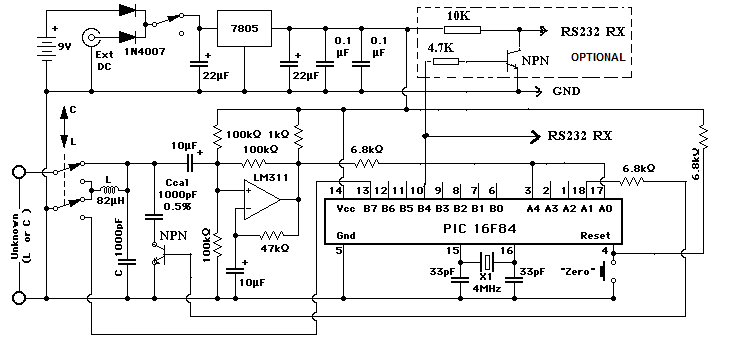 10K
RS232 RX
7805
0.1
µF
0.1
µF
4.7K
OPTIONAL
NPN
9V
Ext
DC
1N4007
22µF
22µF
GND
C
L
10µF
100kΩ
1kΩ
100kΩ
RS232 RX
6.8kΩ
6.8kΩ
6.8kΩ
LM311
Ccal
1000pF
0.5%
L
82µH
14 13 12 11 10 9 8 7 6 3 2 1 18 17
Vcc B7 B6 B5 B4 B3 B2 B1 B0 A4 A3 A2 A1 A0
PIC 16F84
Gnd
Reset
5 15 16 4
Unknown
(L or C )
C 1000pF
NPN
100kΩ
47kΩ
10µF
33pF
X1
4MHz
33pF
"Zero"